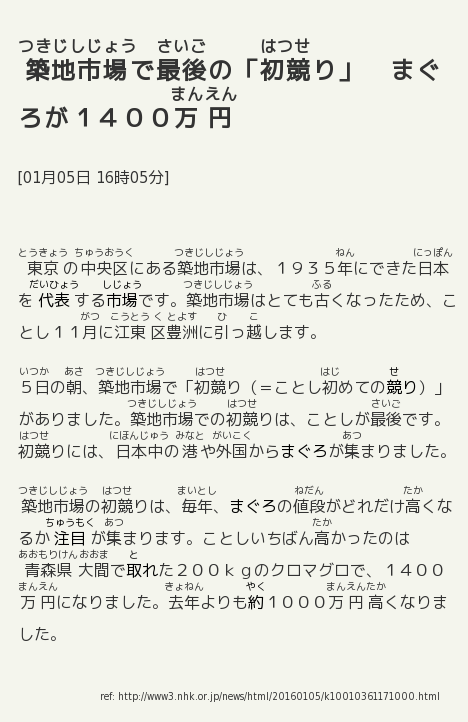 つきじしじょう さいご はつせ
築地市場で最後の「初競り」 まぐ
まんえん
ろが１４００万円
[01月05日 16時05分]
とうきょう ちゅうおうく つきじしじょう ねん にっぽん
東京の中央区にある築地市場は、１９３５年にできた日本
だいひょう しじょう つきじしじょう ふる
を代表する市場です。築地市場はとても古くなったため、こ
がつ こうとう く とよす ひ こ
とし１１月に江東区豊洲に引っ越します。
いつか あさ つきじしじょう はつせ はじ せ
５日の朝、築地市場で「初競り（＝ことし初めての競り）」
つきじしじょう はつせ さいご
がありました。築地市場での初競りは、ことしが最後です。
はつせ にほんじゅう みなと がいこく あつ
初競りには、日本中の港や外国からまぐろが集まりました。
つきじしじょう はつせ まいとし ねだん たか
築地市場の初競りは、毎年、まぐろの値段がどれだけ高くな
ちゅうもく あつ たか
るか注目が集まります。ことしいちばん高かったのは
あおもりけん おおま と
青森県大間で取れた２００ｋｇのクロマグロで、１４００
まんえん きょねん やく まんえんたか
万円になりました。去年よりも約１０００万円高くなりま
した。
ref: http://www3.nhk.or.jp/news/html/20160105/k10010361171000.html